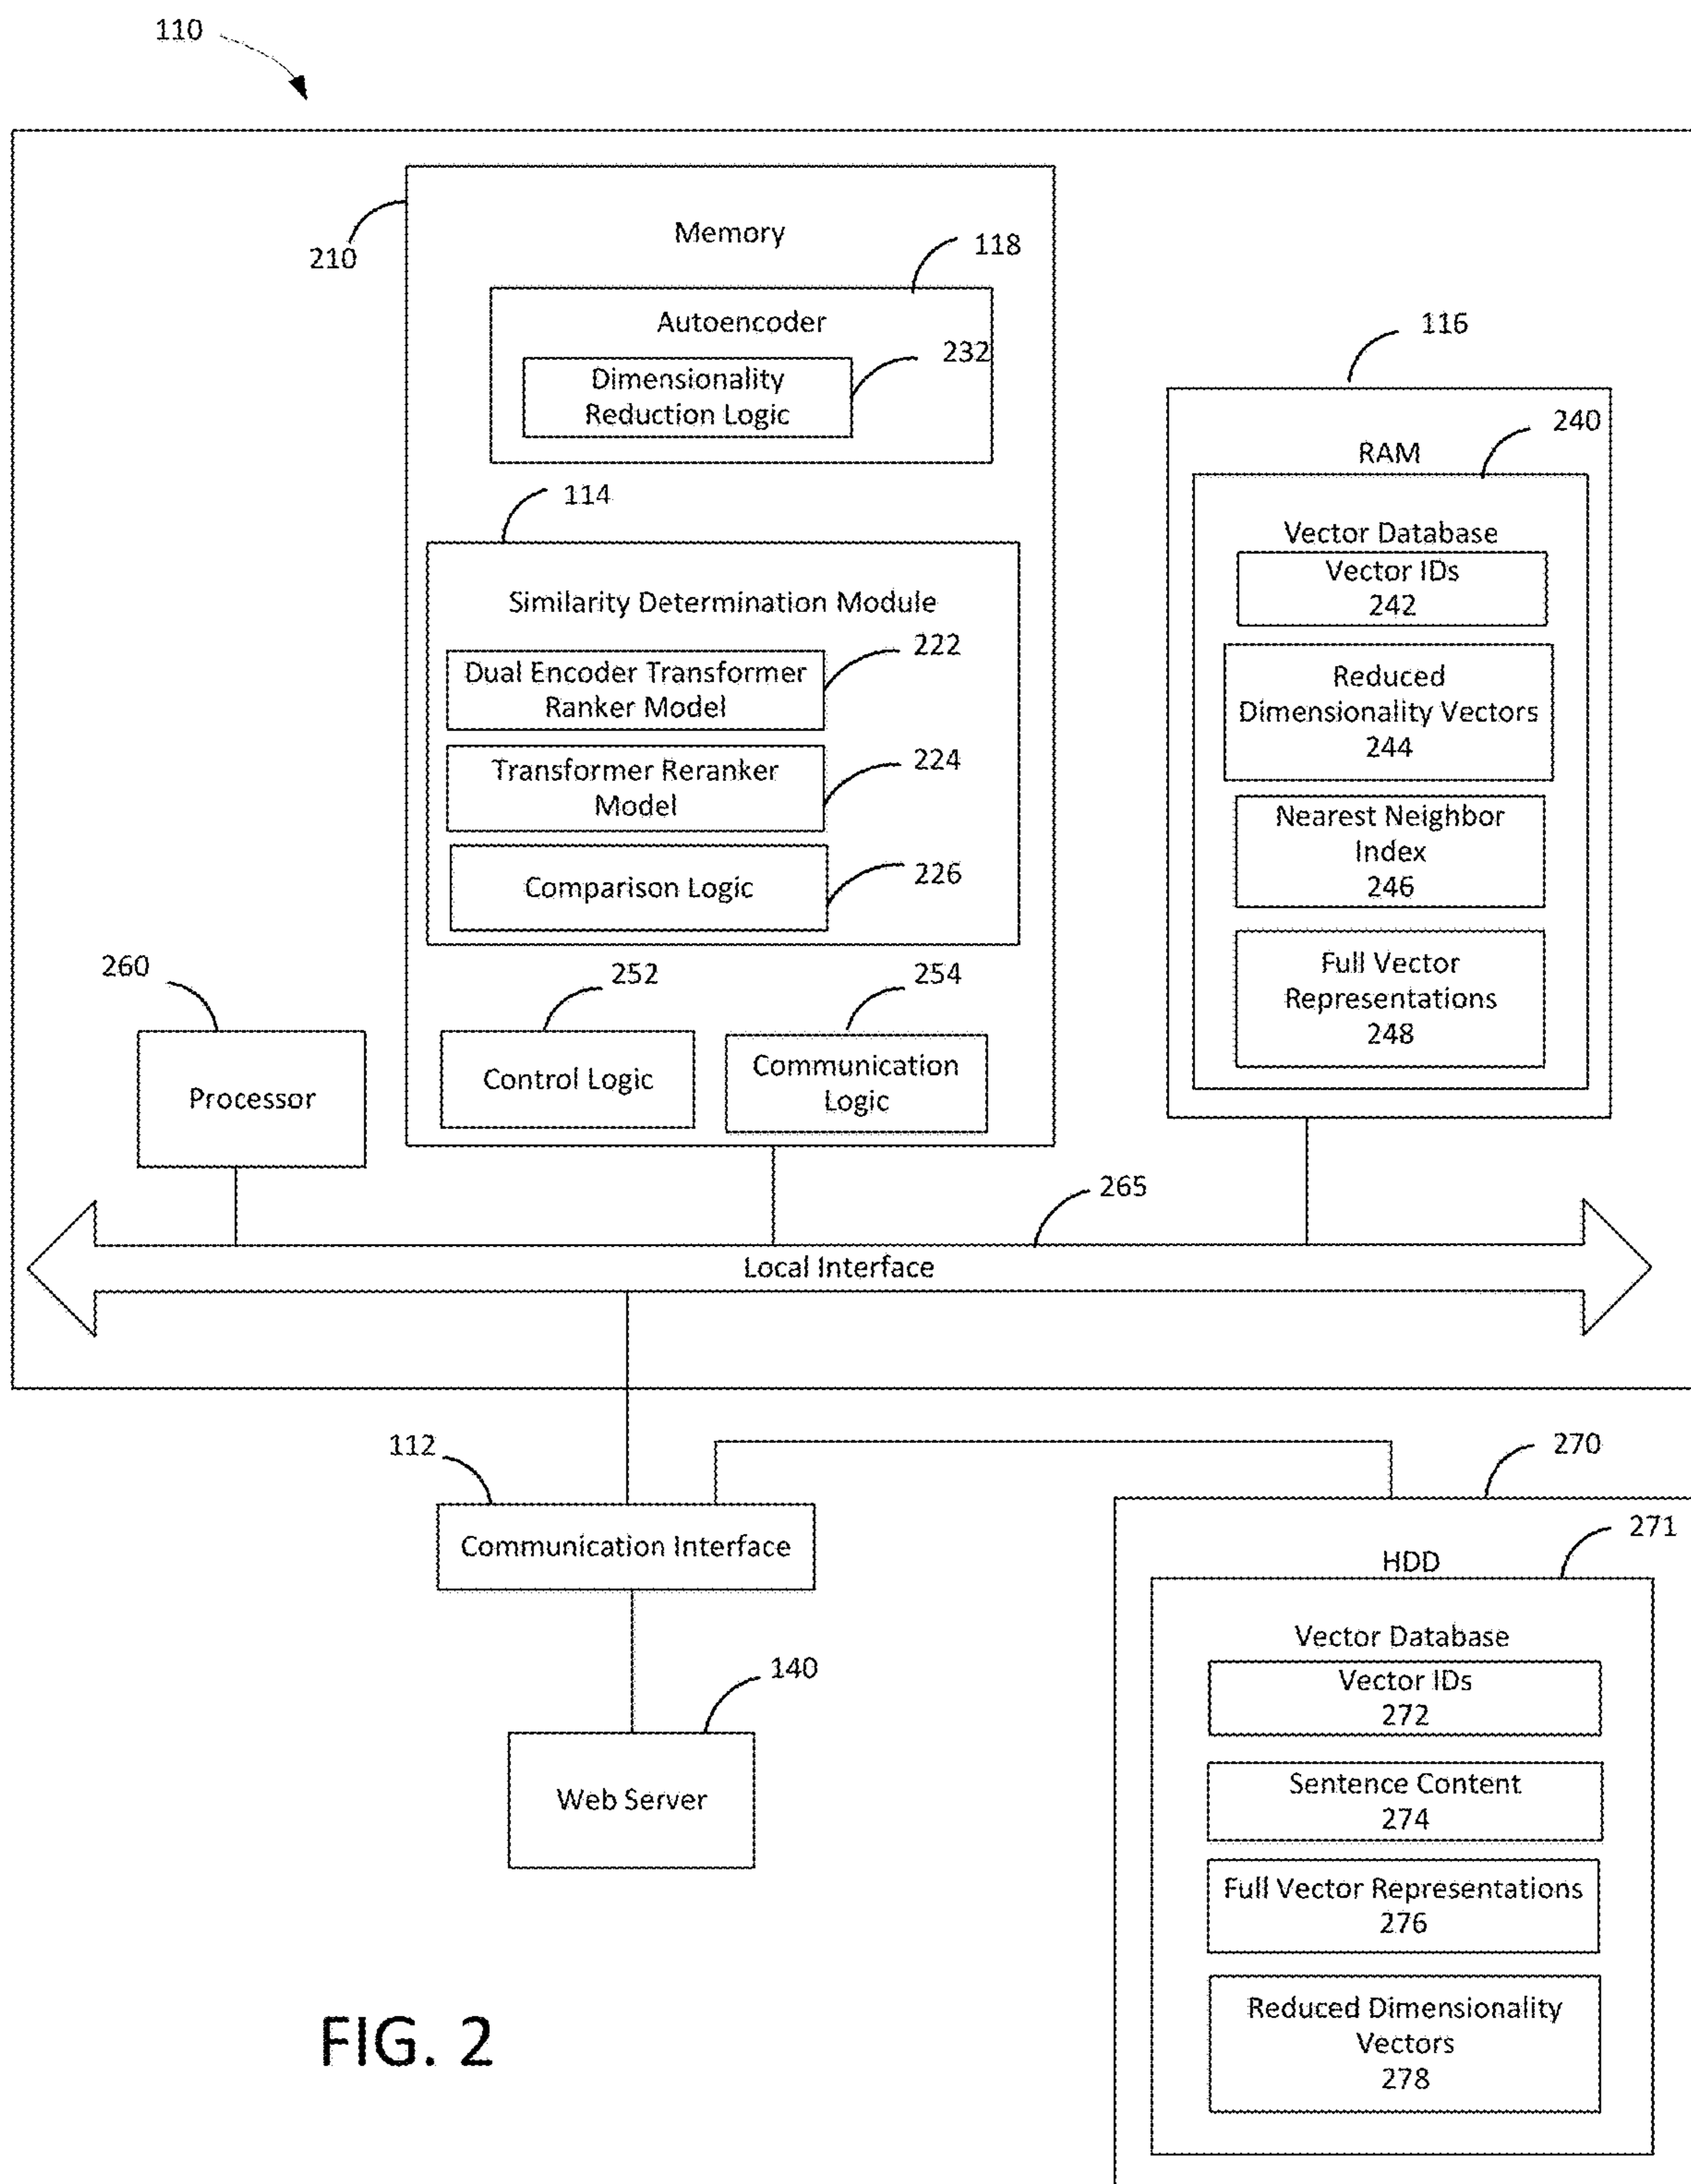 110
210
Memory
118
Autoencoder
232
Dimensionality
Reduction Logic
114
Similarity Determination Module
222
Dual Encoder Transformer
Ranker Model
224
Transformer Reranker
Model
226
Comparison Logic
252
Control Logic
254
Communication
Logic
260
Processor
116
RAM
240
Vector Database
Vector IDs
242
Reduced
Dimensionality Vectors
244
Nearest Neighbor
Index
246
Full Vector
Representations
248
265
Local Interface
112
Communication Interface
140
Web Server
270
HDD
271
Vector Database
Vector IDs
272
Sentence Content
274
Full Vector Representations
276
Reduced Dimensionality
Vectors
278
FIG. 2